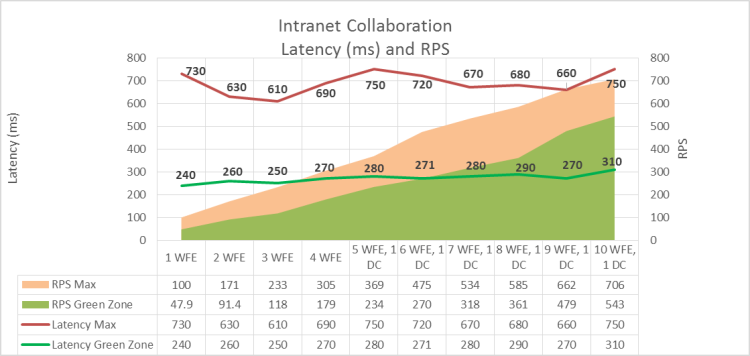 Intranet Collaboration
Latency (ms) and RPS
800 800
700 700
600 600
500 500
400 400
300 300
200 200
100 100
0 0
Latency (ms)
RPS
730 630 610 690 750 720 670 680 660 750
240 260 250 270 280 271 280 290 270 310
1 WFE 2 WFE 3 WFE 4 WFE 5 WFE, 1 DC 6 WFE, 1 DC 7 WFE, 1 DC 8 WFE, 1 DC 9 WFE, 1 DC 10 WFE, 1 DC
RPS Max 100 171 233 305 369 475 534 585 662 706
RPS Green Zone 47.9 91.4 118 179 234 270 318 361 479 543
Latency Max 730 630 610 690 750 720 670 680 660 750
Latency Green Zone 240 260 250 270 280 271 280 290 270 310